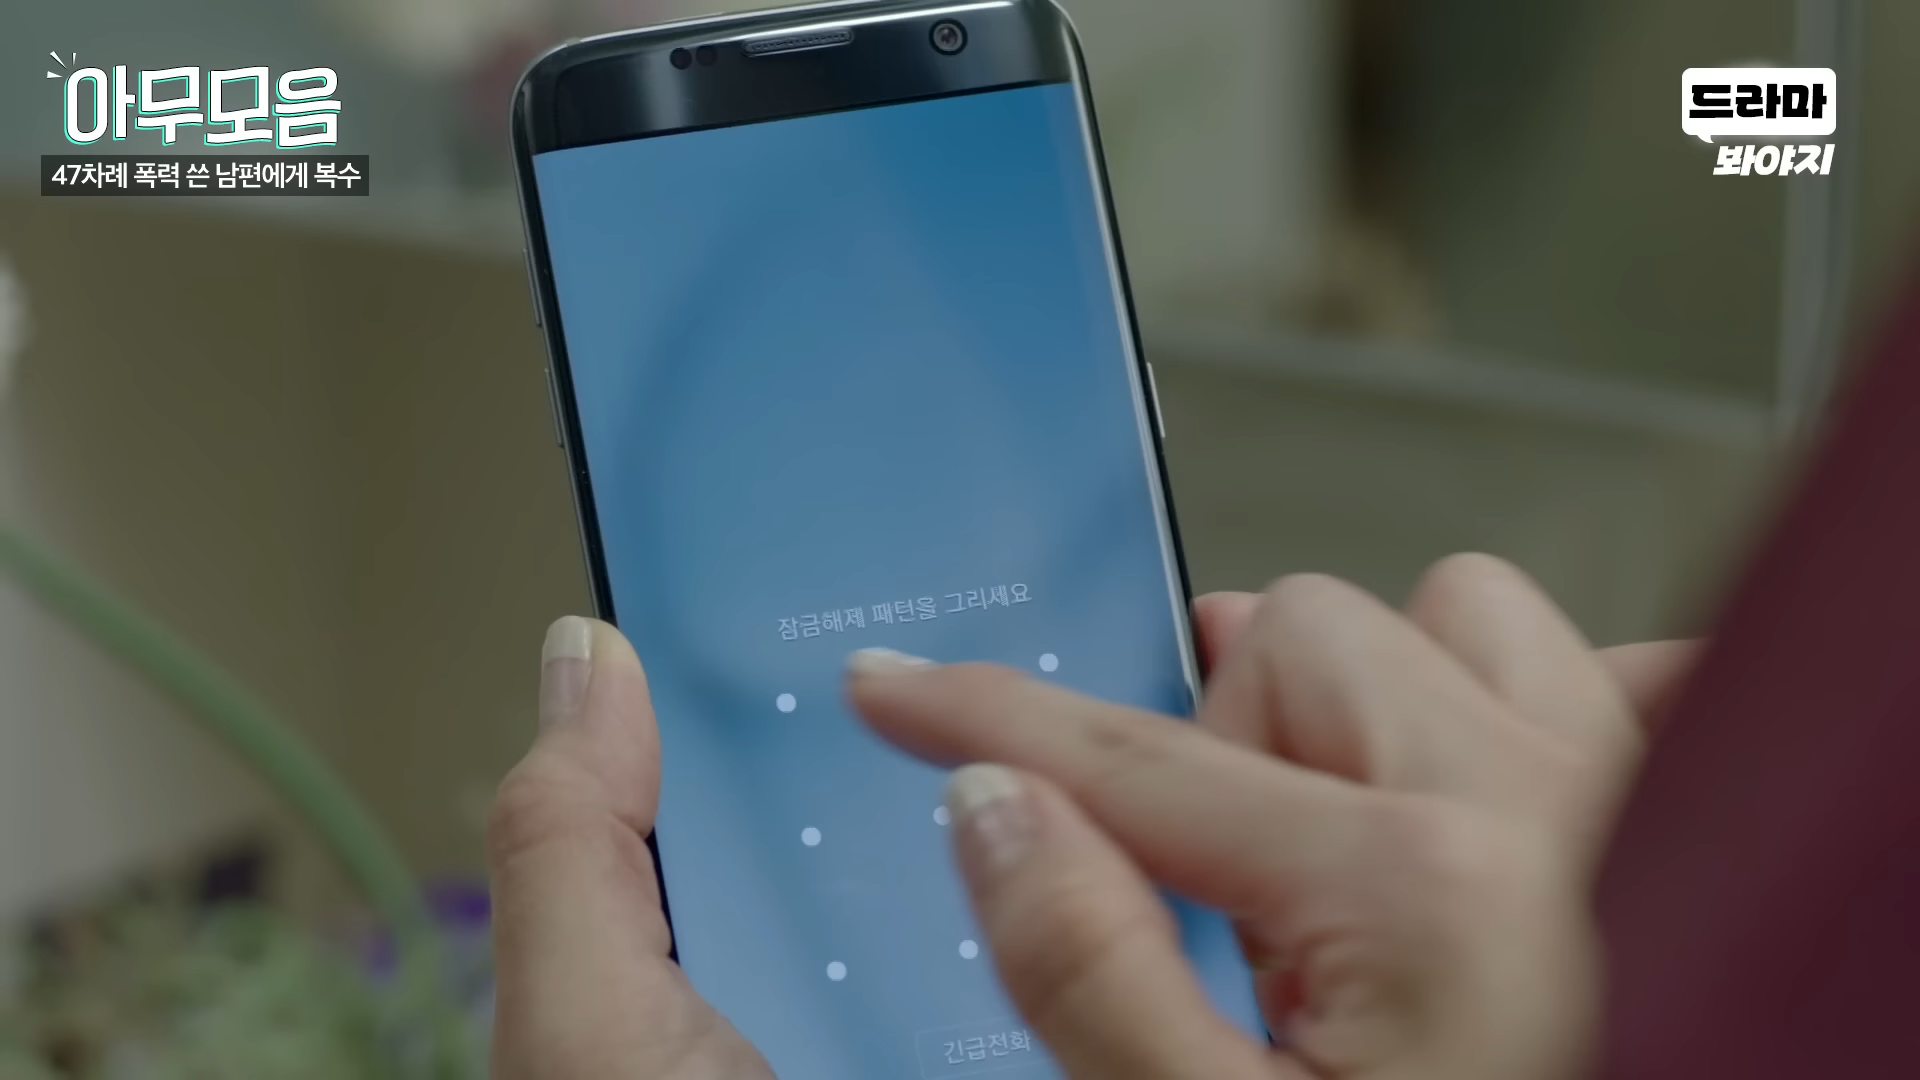 아무모음
47차례 폭력 쓴 남편에게 복수
드라마
봐야지
잠금해제 패턴을 그리세요
긴급전화